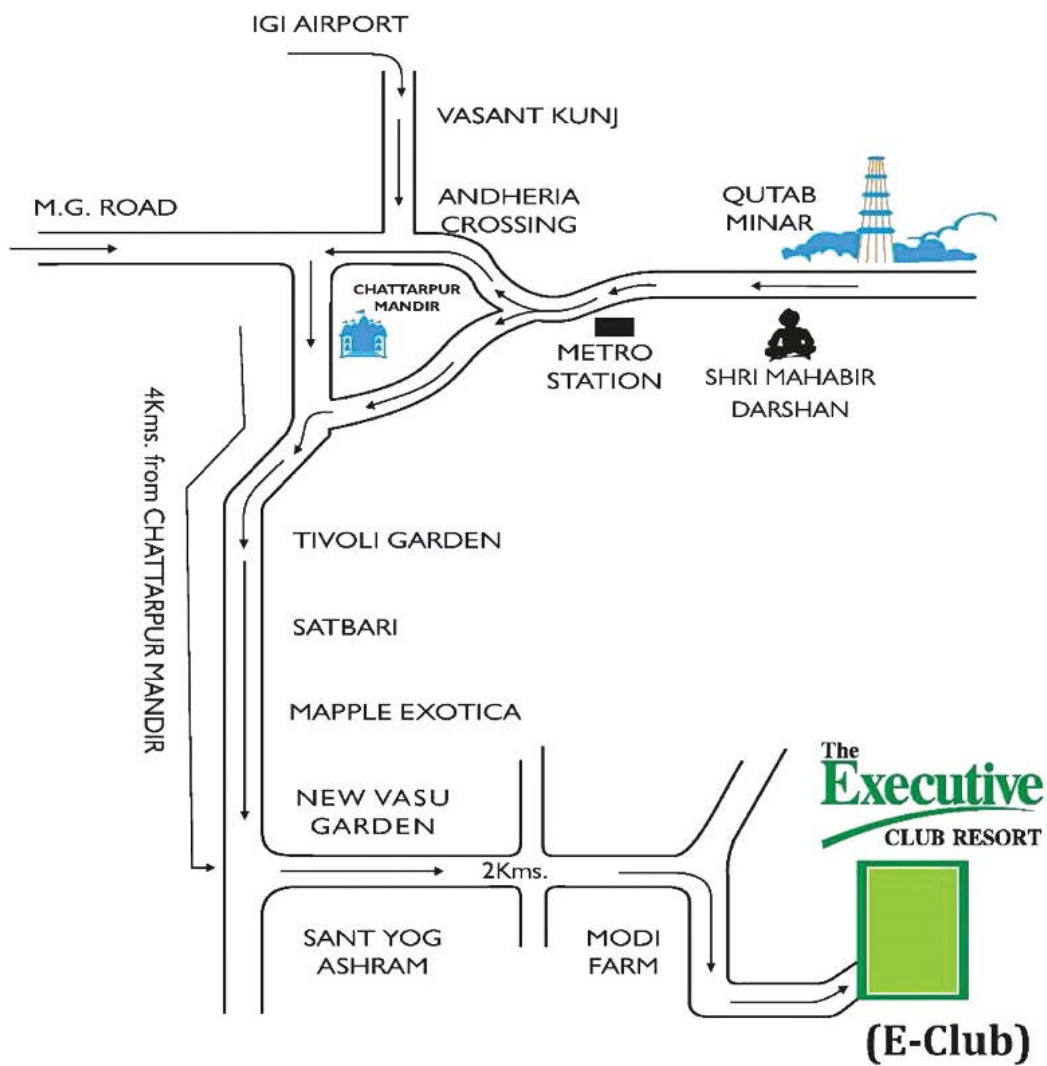 IGI AIRPORT
VASANT KUNJ
M.G. ROAD
ANDHERIA
CROSSING
QUTAB
MINAR
CHATTARPUR
MANDIR
METRO
STATION
SHRI MAHABIR
DARSHAN
4Kms. from CHATTARPUR MANDIR
TIVOLI GARDEN
SATBARI
MAPPLE EXOTICA
NEW VASU
GARDEN
The
Executive
CLUB RESORT
2Kms.
SANT YOG
ASHRAM
MODI
FARM
(E-Club)